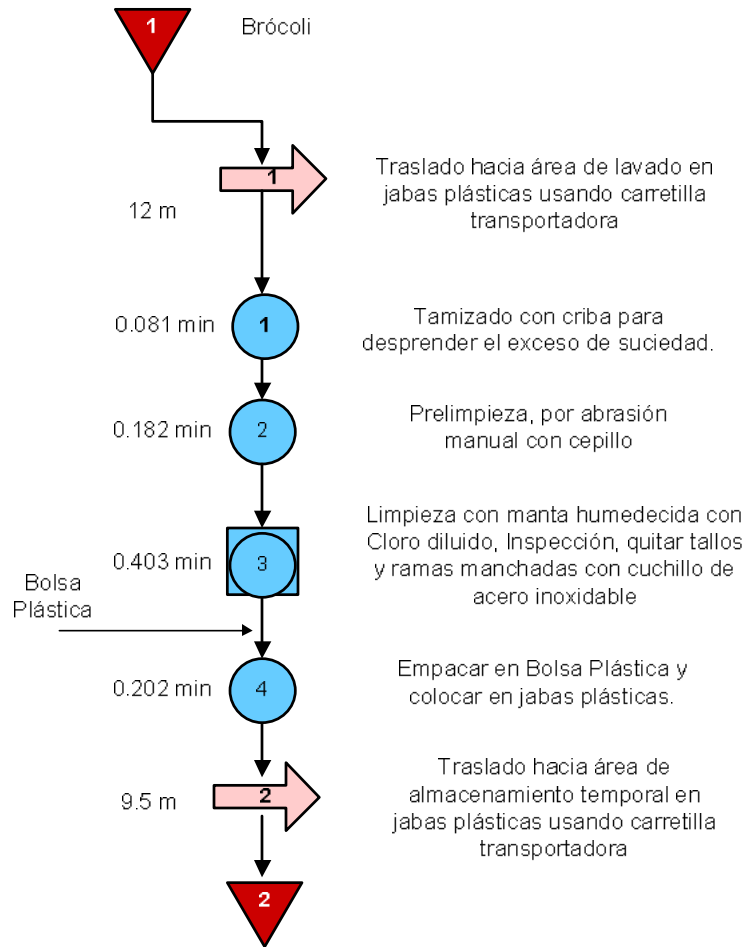 1
Brócoli
1
Traslado hacia área de lavado en
jabas plásticas usando carretilla
transportadora
12 m
0.081 min
1
Tamizado con criba para
desprender el exceso de suciedad.
0.182 min
2
Prelimpieza, por abrasión
manual con cepillo
0.403 min
3
Limpieza con manta humedecida con
Cloro diluido, Inspección, quitar tallos
y ramas manchadas con cuchillo de
acero inoxidable
Bolsa
Plástica
0.202 min
4
Empacar en Bolsa Plástica y
colocar en jabas plásticas.
9.5 m
2
Traslado hacia área de
almacenamiento temporal en
jabas plásticas usando carretilla
transportadora
2